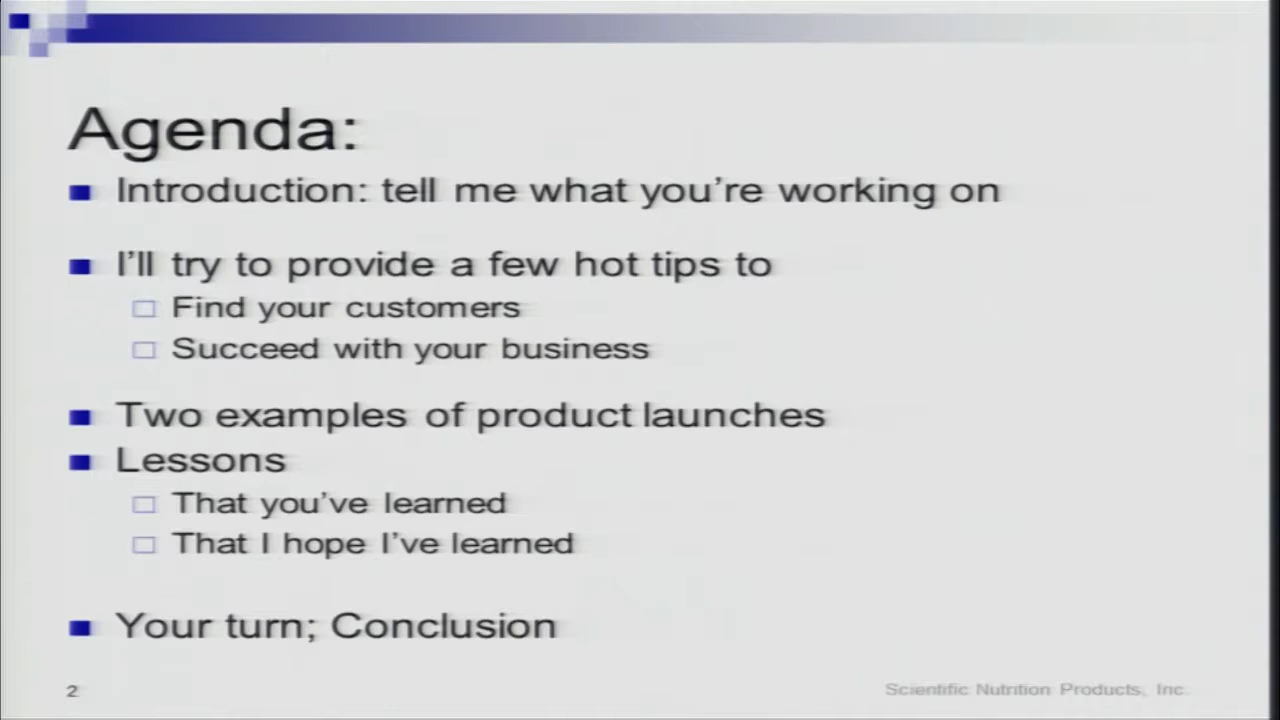 Agenda:
Introduction: tell me what you're working on
I'll try to provide a few hot tips to
Find your customers
Succeed with your business
Two examples of product launches
Lessons
That you've learned
That I hope I've learned
Your turn; Conclusion
2
Scientific Nutrition Products, Inc.